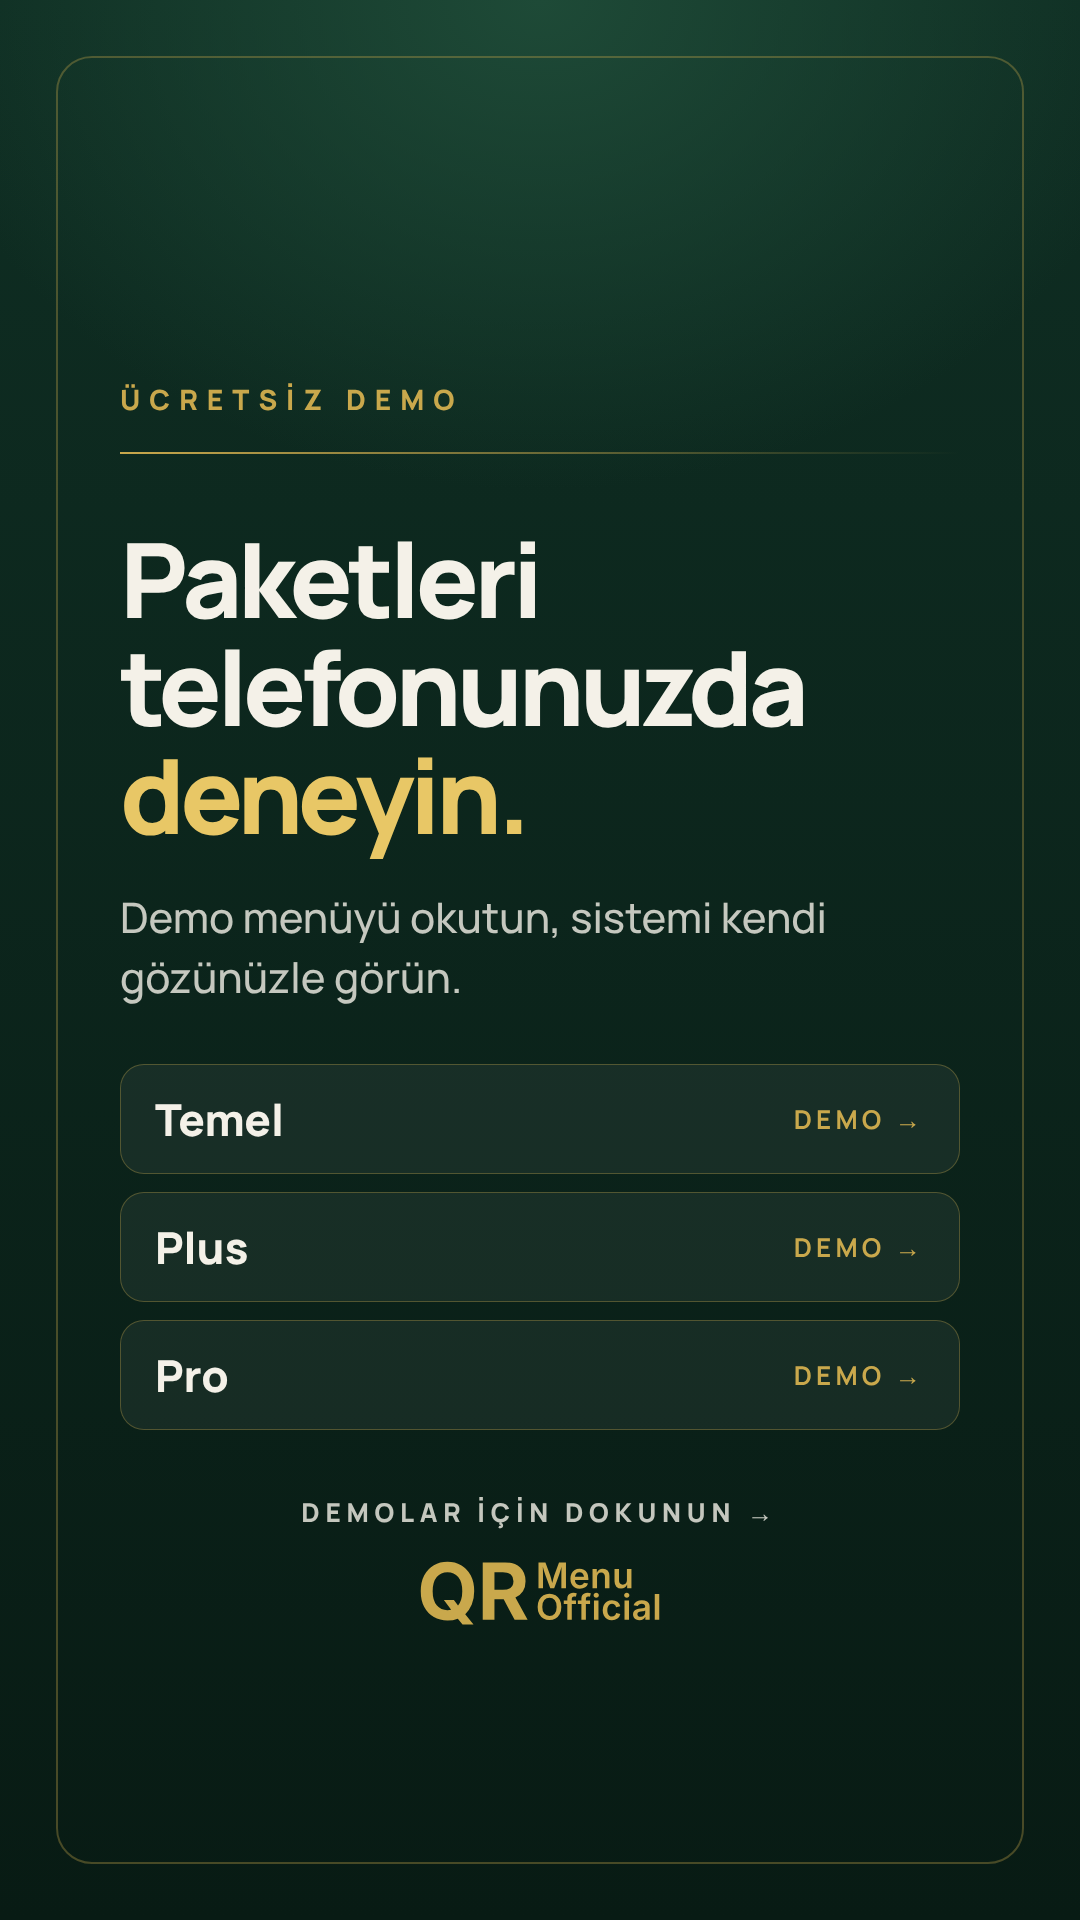 ÜCRETSİZ DEMO
Paketleri
telefonunuzda
deneyin.
Demo menüyü okutun, sistemi kendi
gözünüzle görün.
Temel DEMO →
Plus DEMO →
Pro DEMO →
DEMOLAR İÇİN DOKUNUN →
QR Menu
Official